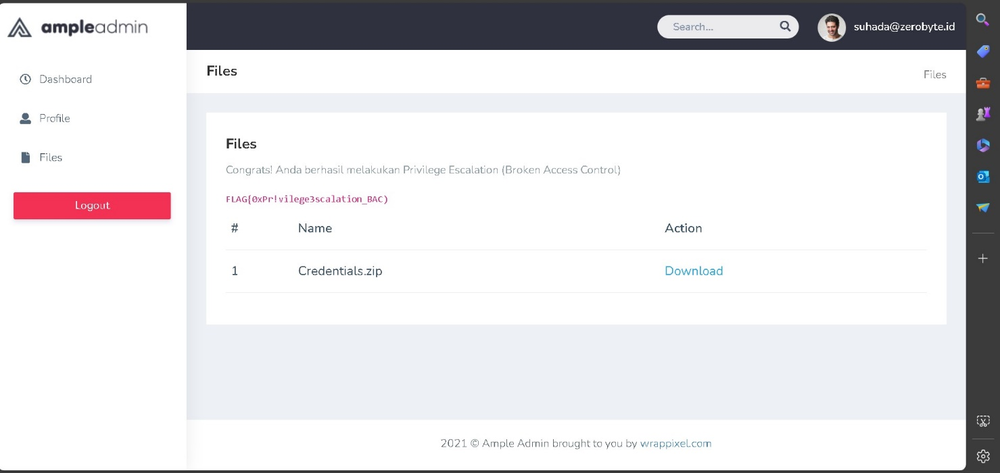 ampleadmin
Search...
suhada@zerobyte.id
Dashboard
Profile
Files
Logout
Files
Files
Files
Congrats! Anda berhasil melakukan Privilege Escalation (Broken Access Control)
FLAG{0xPr!vilege3scalation_BAC)
# Name Action
1 Credentials.zip Download
2021 © Ample Admin brought to you by wrappixel.com